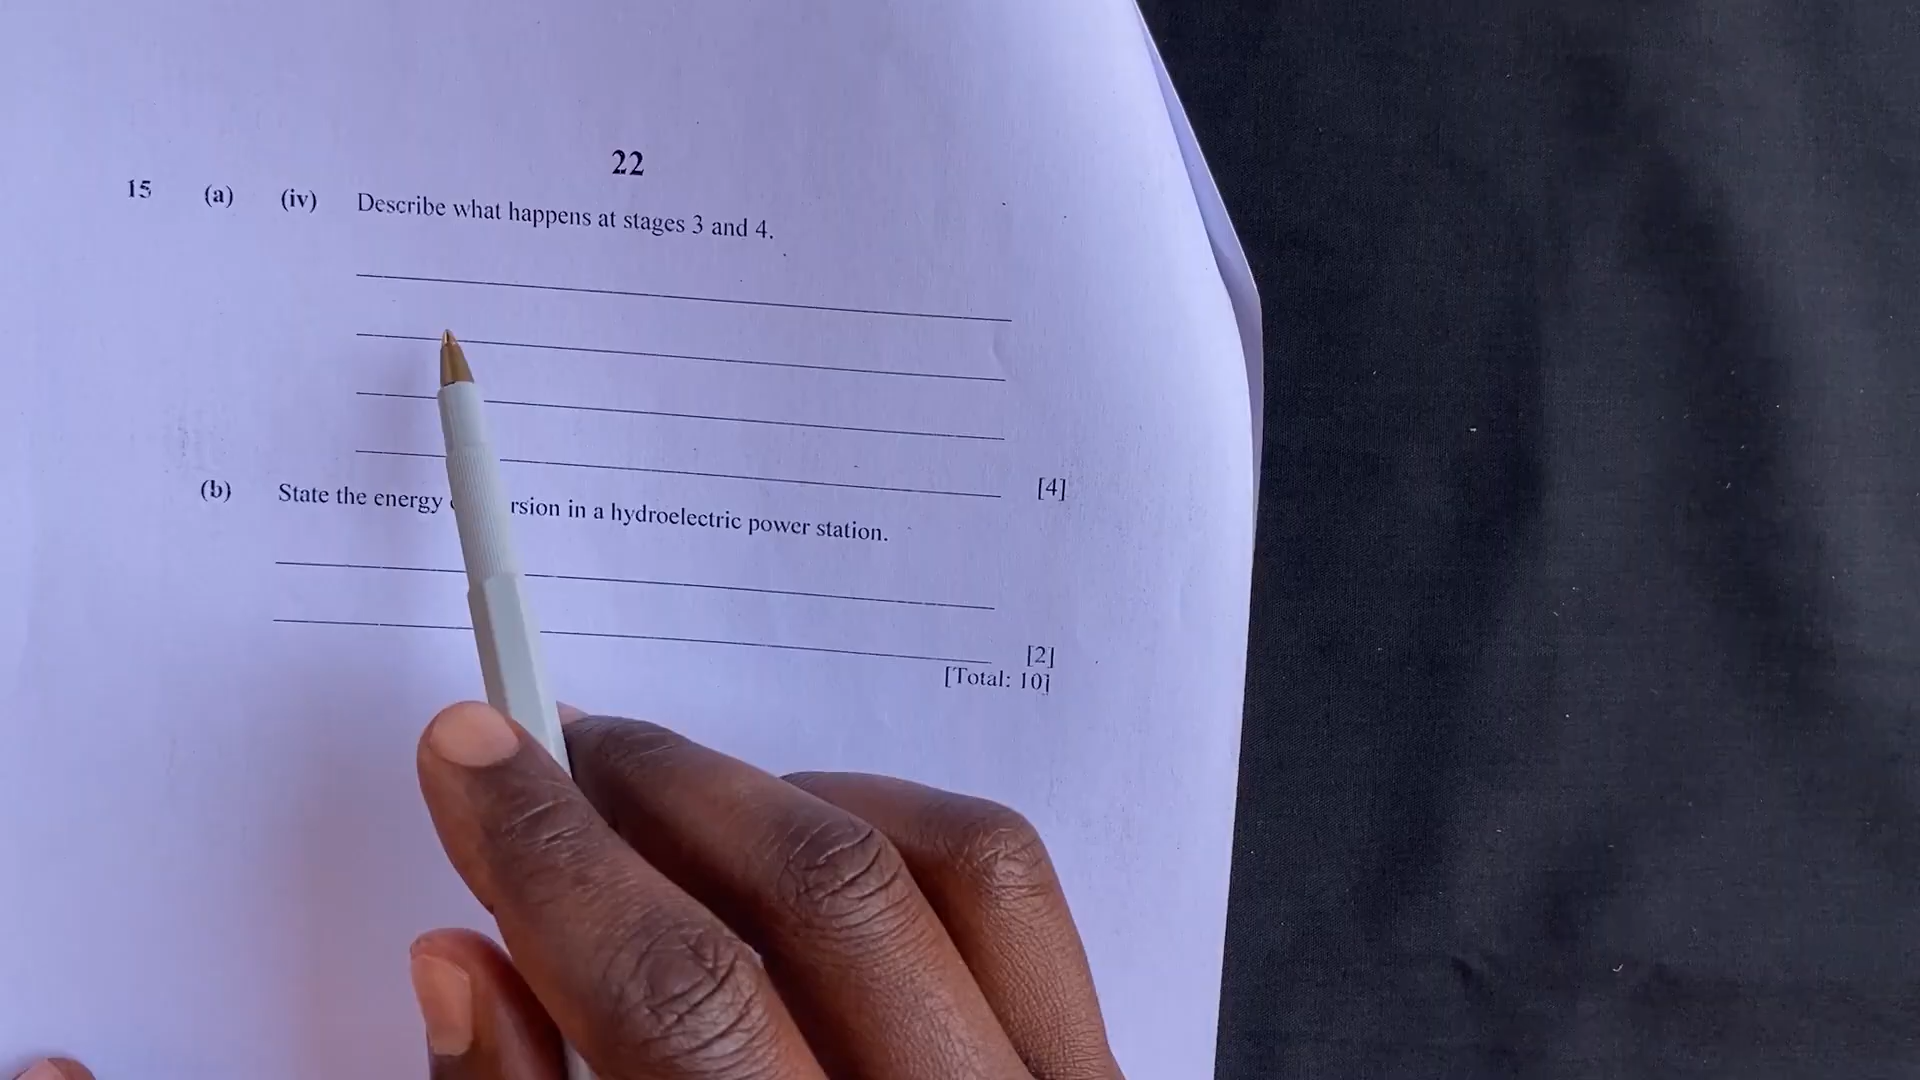 22
15 (a) (iv) Describe what happens at stages 3 and 4.
[4]
(b) State the energy rsion in a hydroelectric power station.
[2]
[Total: 10]